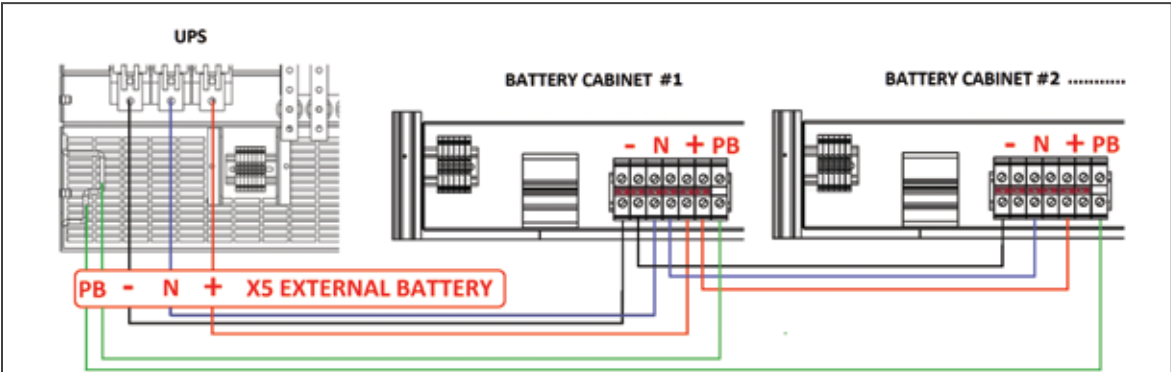 UPS
BATTERY CABINET #1
BATTERY CABINET #2 ...........
- N + PB
- N + PB
PB - N + X5 EXTERNAL BATTERY